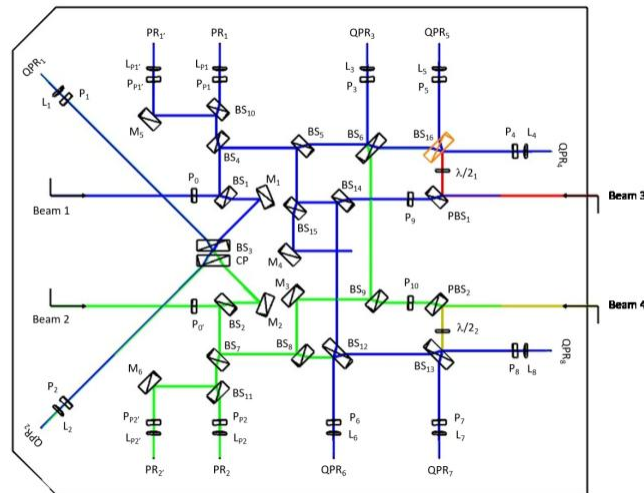 PR1' PR1 QPR3 QPR5
QPR1
LP1' LP1 L3 L5
PP1' PP1 P3 P5
L1 P1
BS10
M5
BS5 BS6 BS16 P4 L4
BS4
QPR4
M1 λ/21
P0 BS1 BS14
Beam 1 P9 PBS1 Beam 3
BS15
BS3
CP M4
M3 BS9 P10 PBS2
Beam 2 P0' BS2 M2 Beam 4
λ/22
BS7 BS8 BS12
M6 BS13 P8 L8 QPR8
P2 BS11
L2
QPR2
PP2' PP2 P6 P7
LP2' LP2 L6 L7
PR2' PR2 QPR6 QPR7